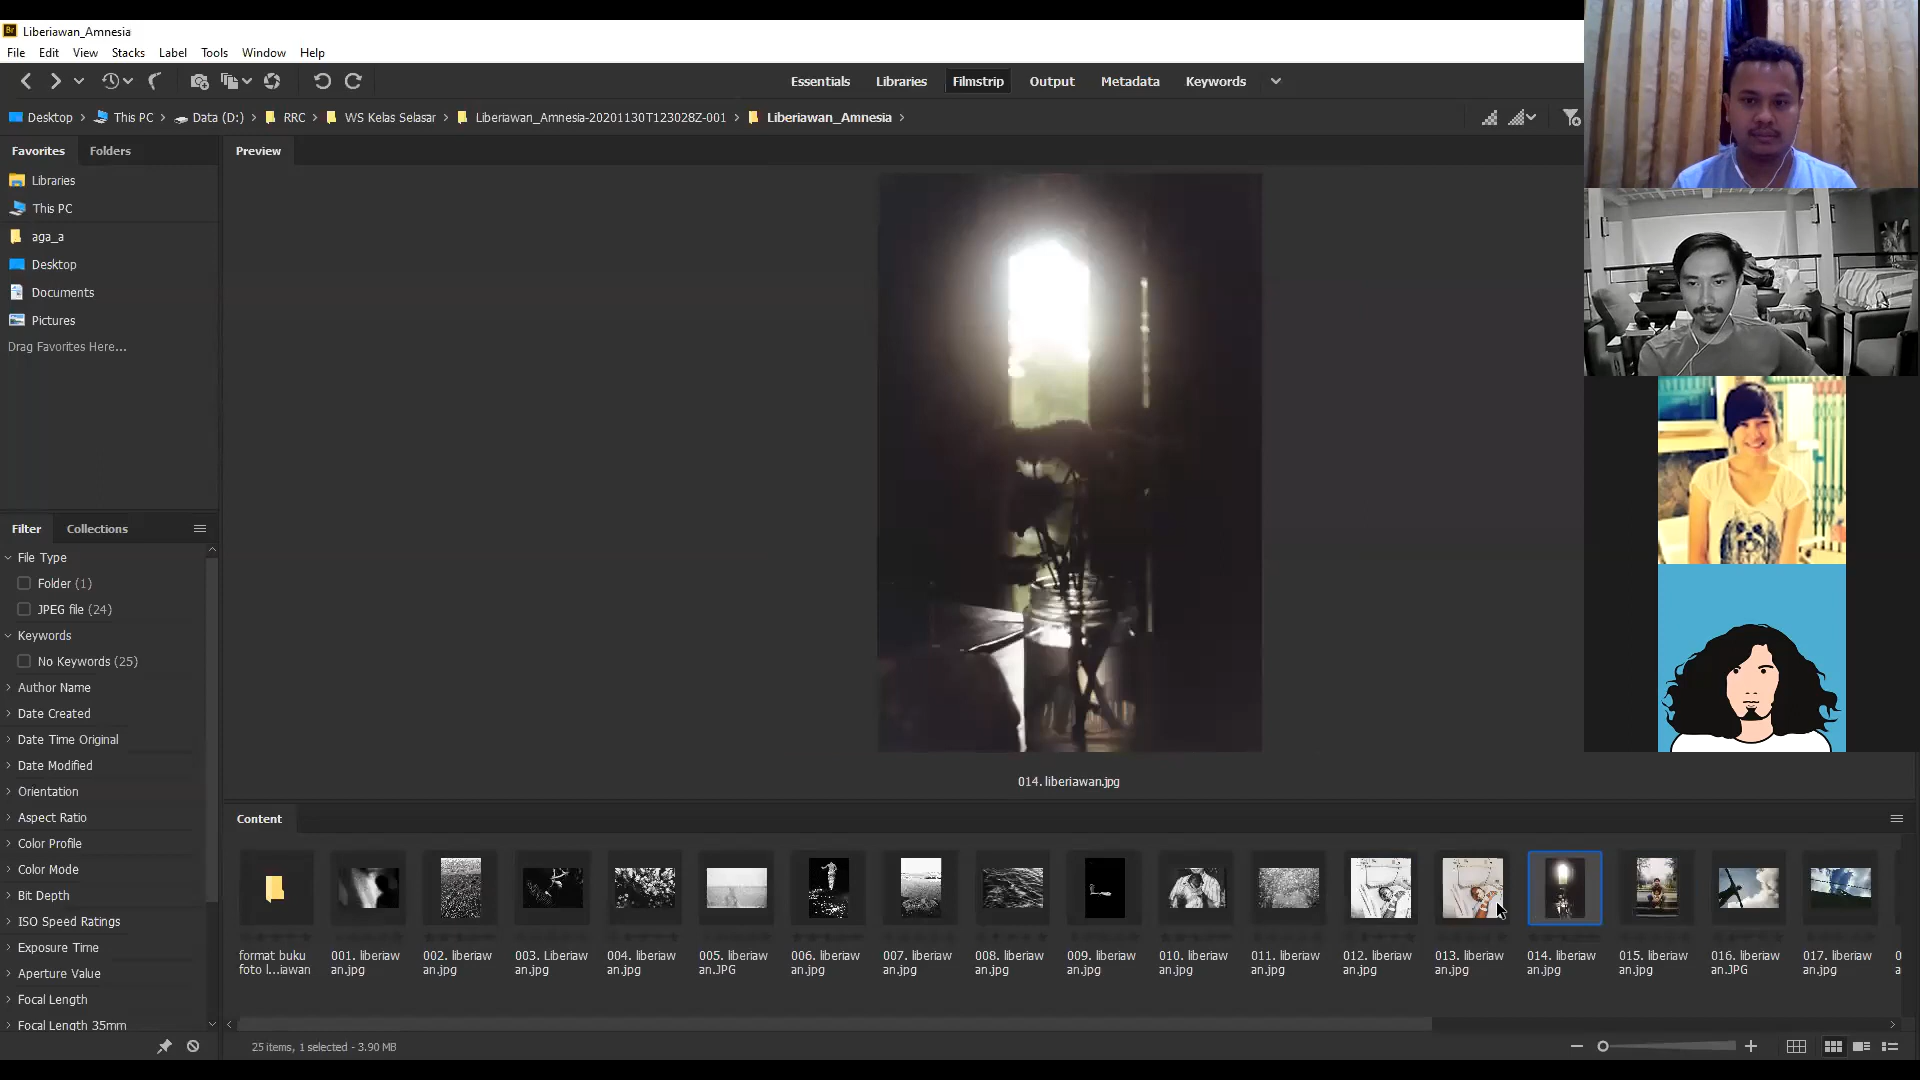 Br Liberiawan_Amnesia
File Edit View Stacks Label Tools Window Help
Essentials Libraries Filmstrip Output Metadata Keywords
Desktop This PC Data (D:) RRC WS Kelas Selasar Liberiawan_Amnesia-20201130T123028Z-001 Liberiawan_Amnesia
Favorites Folders
Preview
Libraries
This PC
aga_a
Desktop
Documents
Pictures
Drag Favorites Here...
014. liberiawan.jpg
Filter Collections
File Type
Folder (1)
JPEG file (24)
Keywords
No Keywords (25)
Author Name
Date Created
Date Time Original
Date Modified
Orientation
Aspect Ratio
Color Profile
Color Mode
Bit Depth
ISO Speed Ratings
Exposure Time
Aperture Value
Focal Length
Focal Length 35mm
Content
format buku
foto l...iawan
001. liberiaw
an.jpg
002. liberiaw
an.jpg
003. Liberiaw
an.jpg
004. liberiaw
an.jpg
005. liberiaw
an.JPG
006. liberiaw
an.jpg
007. liberiaw
an.jpg
008. liberiaw
an.jpg
009. liberiaw
an.jpg
010. liberiaw
an.jpg
011. liberiaw
an.jpg
012. liberiaw
an.jpg
013. liberiaw
an.jpg
014. liberiaw
an.jpg
015. liberiaw
an.jpg
016. liberiaw
an.JPG
017. liberiaw
an.jpg
25 items, 1 selected - 3.90 MB